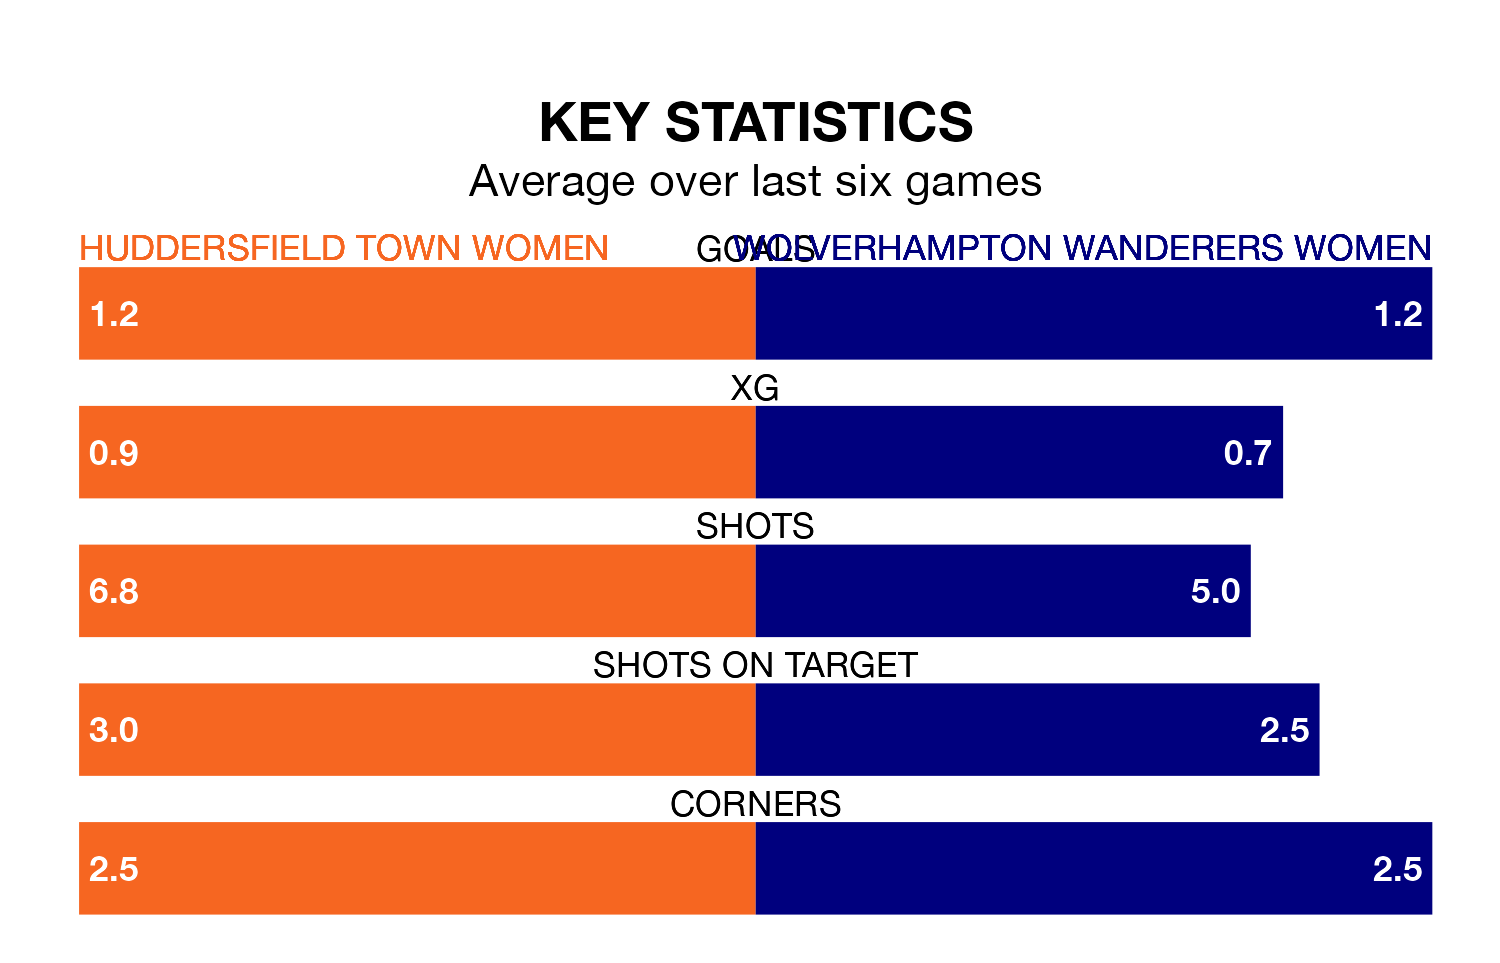 KEY STATISTICS
Average over last six games
HUDDERSFIELD TOWN WOMEN GOALS WOLVERHAMPTON WANDERERS WOMEN
1.2 1.2
XG
0.9 0.7
SHOTS
6.8 5.0
SHOTS ON TARGET
3.0 2.5
CORNERS
2.5 2.5